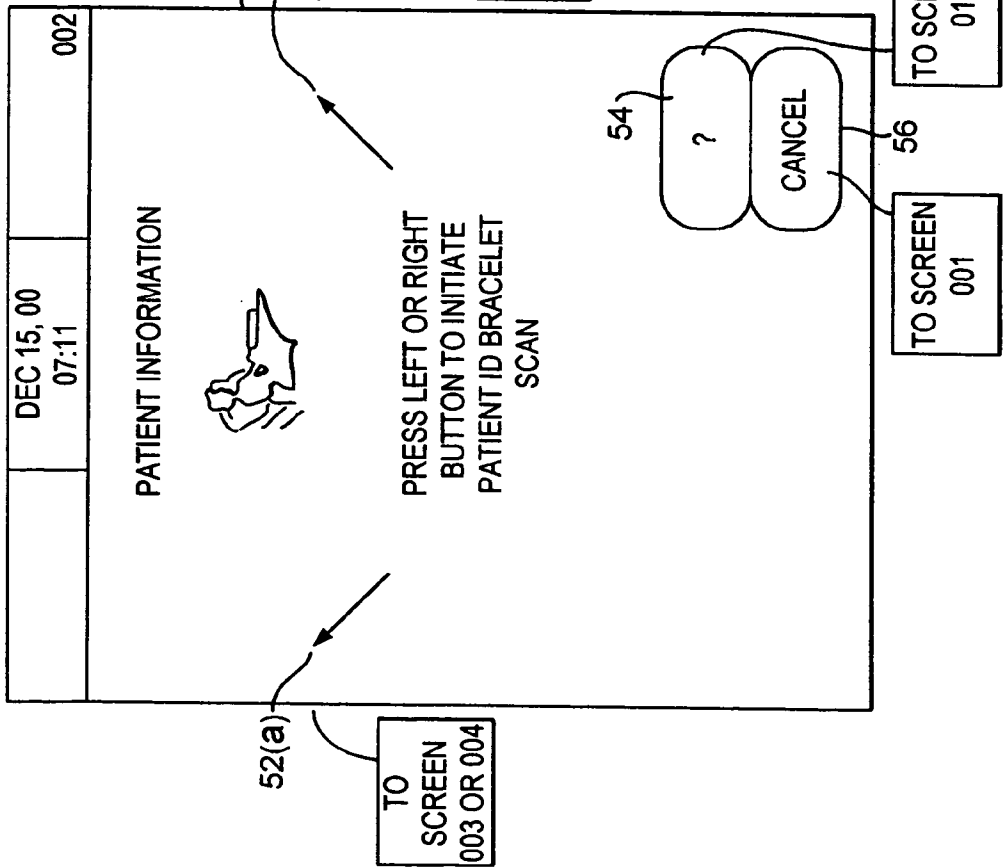 DEC 15, 00
07:11
002
PATIENT INFORMATION
52(a)
TO
SCREEN
003 OR 004
PRESS LEFT OR RIGHT
BUTTON TO INITIATE
PATIENT ID BRACELET
SCAN
54
?
CANCEL
56
TO SCREEN
001